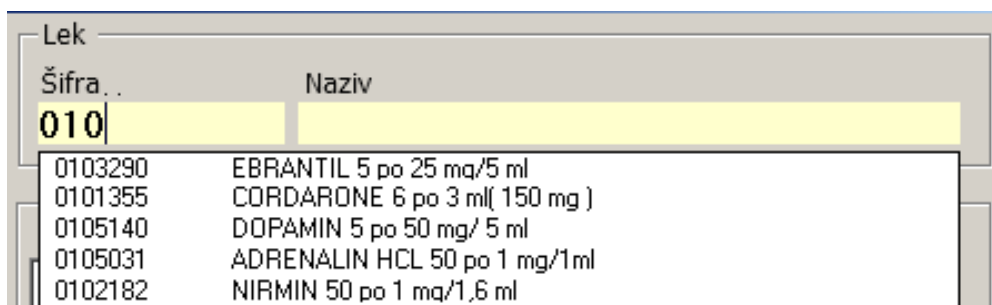 Lek
Šifra. . Naziv
010
0103290 EBRANTIL 5 po 25 mg/5 ml
0101355 CORDARONE 6 po 3 ml( 150 mg )
0105140 DOPAMIN 5 po 50 mg/ 5 ml
0105031 ADRENALIN HCL 50 po 1 mg/1ml
0102182 NIRMIN 50 po 1 mg/1,6 ml